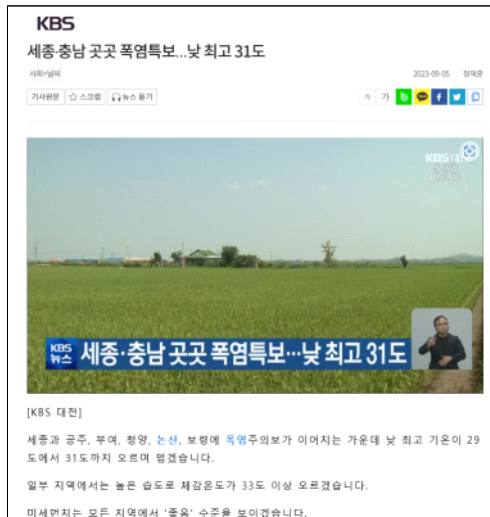 KBS
세종·충남 곳곳 폭염특보...낮 최고 31도
사회>날씨
2023-09-05 정재훈
기사원문 스크랩 뉴스 듣기
가 가
KBS 대전
KBS 뉴스 세종·충남 곳곳 폭염특보…낮 최고 31도
[KBS 대전]
세종과 공주, 부여, 청양, 논산, 보령에 폭염주의보가 이어지는 가운데 낮 최고 기온이 29
도에서 31도까지 오르며 덥겠습니다.
일부 지역에서는 높은 습도로 체감온도가 33도 이상 오르겠습니다.
미세먼지는 모든 지역에서 '좋음' 수준을 보이겠습니다.